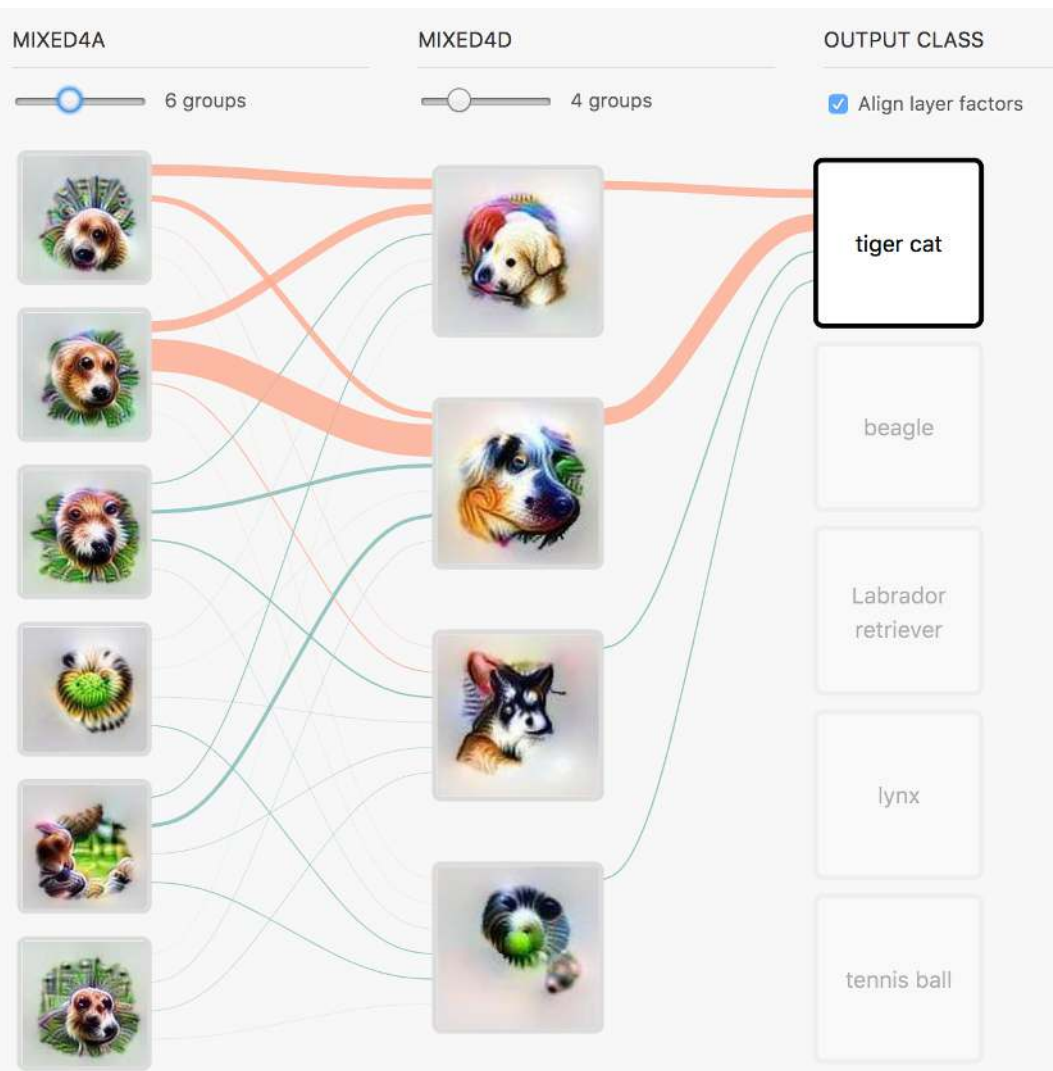 MIXED4A
MIXED4D
OUTPUT CLASS
6 groups
4 groups
Align layer factors
tiger cat
beagle
Labrador
retriever
lynx
tennis ball